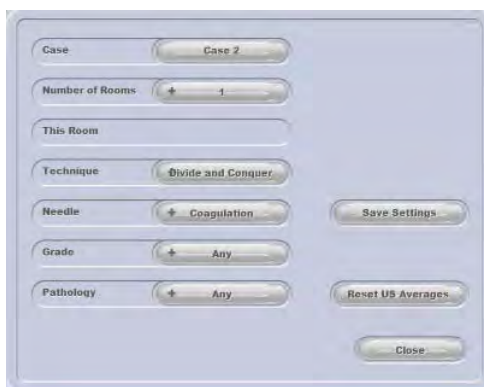 Case Case 2
Number of Rooms + 1
This Room
Technique Divide and Conquer
Needle + Coagulation Save Settings
Grade + Any
Pathology + Any Reset US Averages
Close